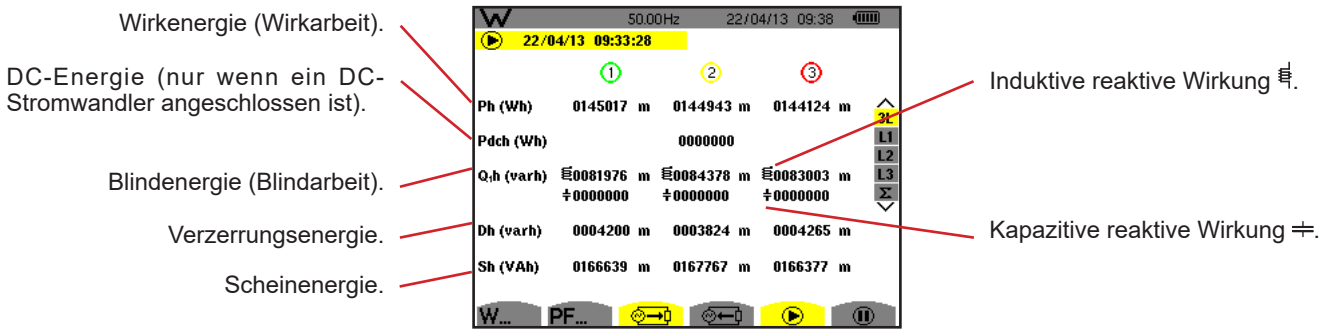 Wirkenergie (Wirkarbeit).
DC-Energie (nur wenn ein DC-
Stromwandler angeschlossen ist).
Blindenergie (Blindarbeit).
Verzerrungsenergie.
Scheinenergie.
W 50.00Hz 22/04/13 09:38
22/04/13 09:33:28
1 2 3
Ph (Wh) 0145017 m 0144943 m 0144124 m
Pdch (Wh) 0000000
Q₁h (varh) 0081976 m 0084378 m 0083003 m
0000000 0000000 0000000
Dh (varh) 0004200 m 0003824 m 0004265 m
Sh (VAh) 0166639 m 0167767 m 0166377 m
3L
L1
L2
L3
Σ
W... PF...
Induktive reaktive Wirkung .
Kapazitive reaktive Wirkung .